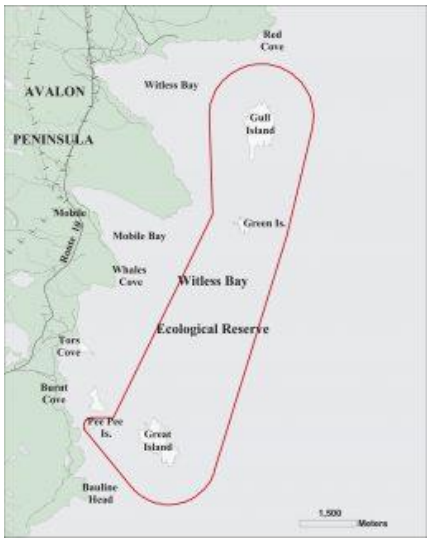 Red
Cove
Witless Bay
AVALON
PENINSULA
Gull
Island
Mobile
Route 10
Mobile Bay
Green Is.
Whales
Cove
Witless Bay
Ecological Reserve
Tors
Cove
Burnt
Cove
Pee Pee
Is.
Great
Island
Bauline
Head
1,500
Meters